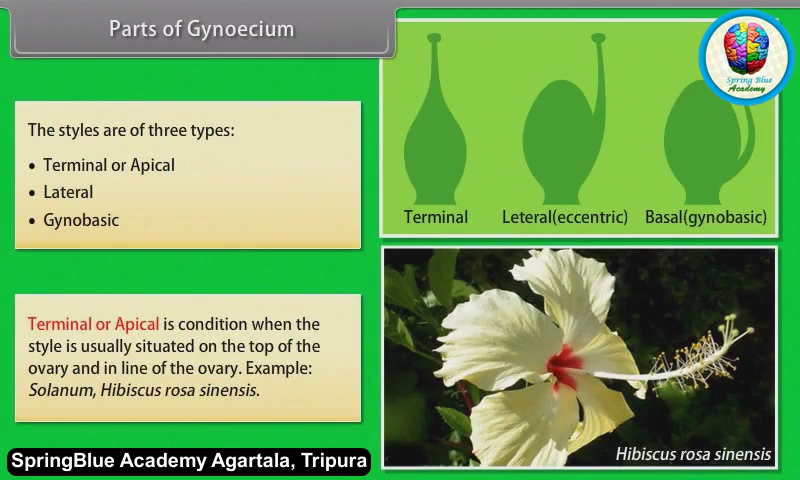 Parts of Gynoecium
Spring Blue
Academy
The styles are of three types:
• Terminal or Apical
• Lateral
• Gynobasic
Terminal
Leteral(eccentric)
Basal(gynobasic)
Terminal or Apical is condition when the
style is usually situated on the top of the
ovary and in line of the ovary. Example:
Solanum, Hibiscus rosa sinensis.
Hibiscus rosa sinensis
SpringBlue Academy Agartala, Tripura